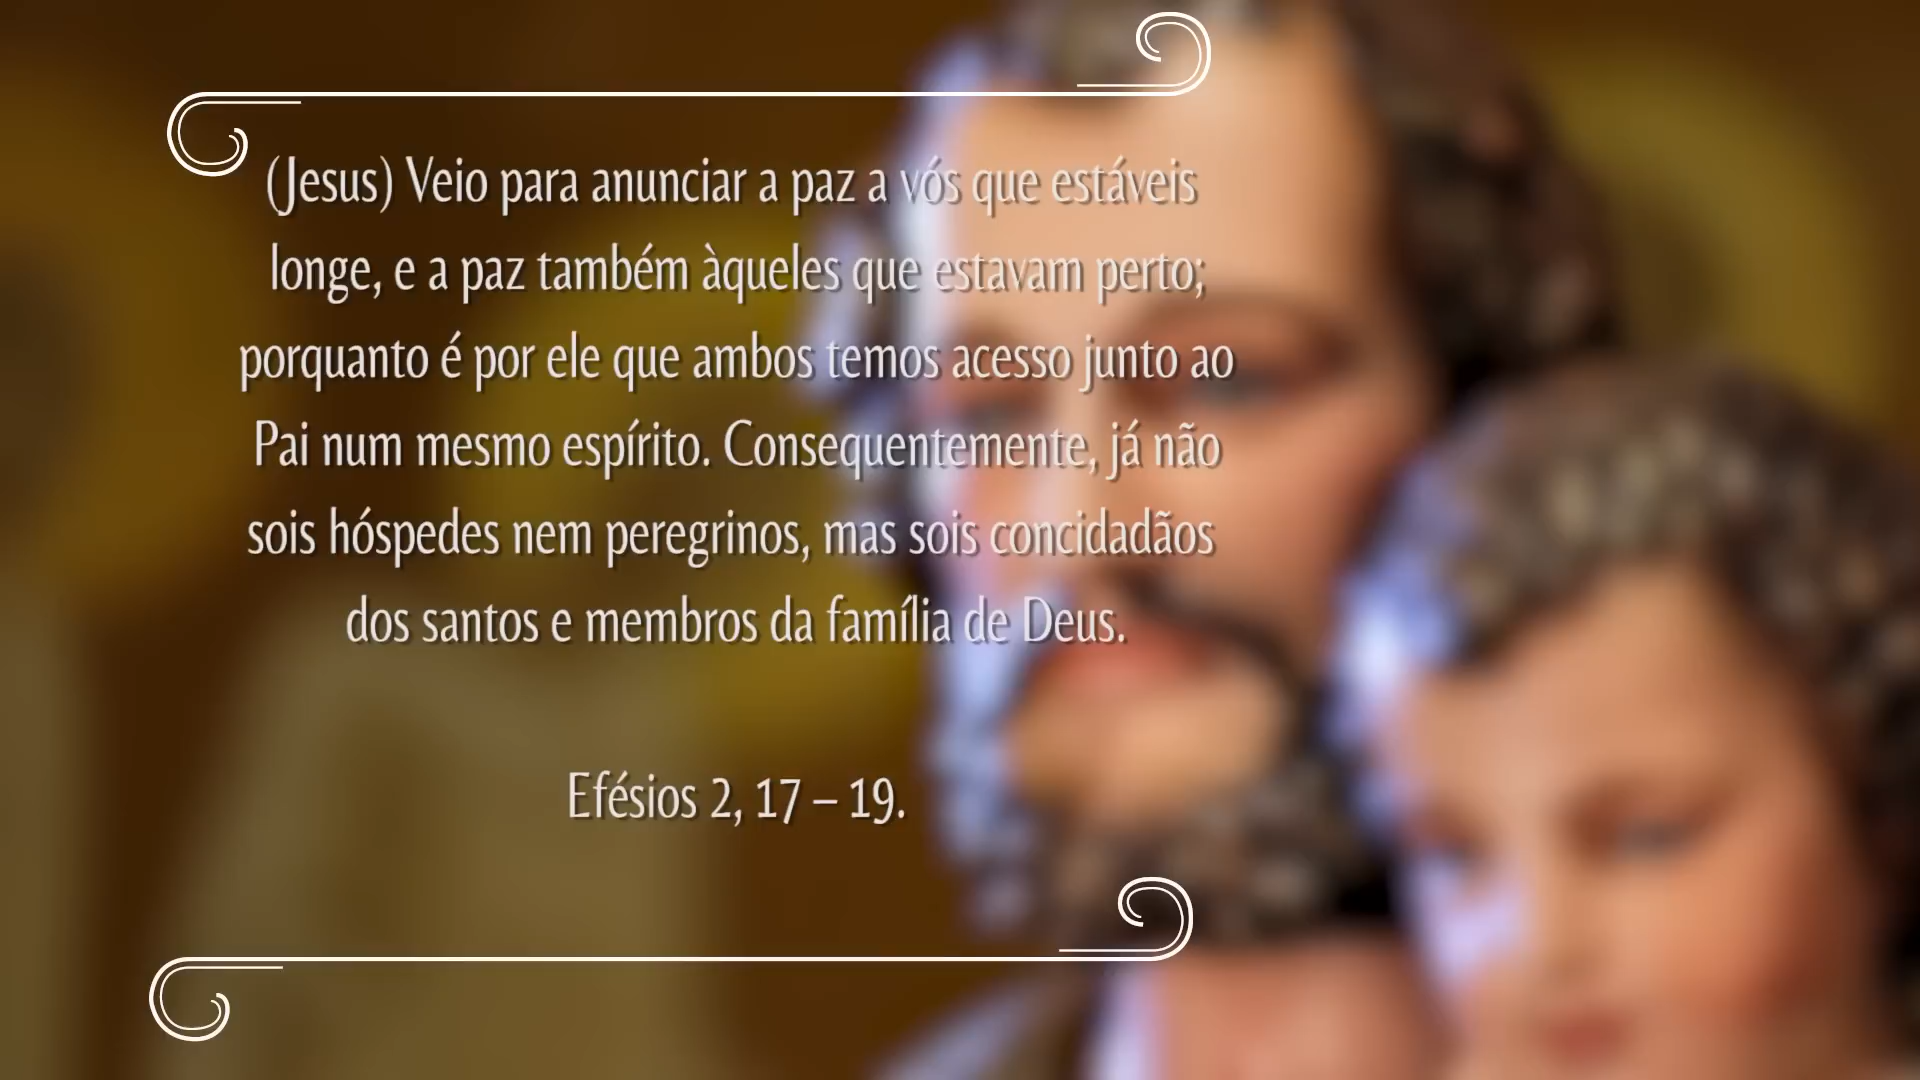 (Jesus) Veio para anunciar a paz a vós que estáveis
longe, e a paz também àqueles que estavam perto;
porquanto é por ele que ambos temos acesso junto ao
Pai num mesmo espírito. Consequentemente, já não
sois hóspedes nem peregrinos, mas sois concidadãos
dos santos e membros da família de Deus.
Efésios 2, 17 – 19.